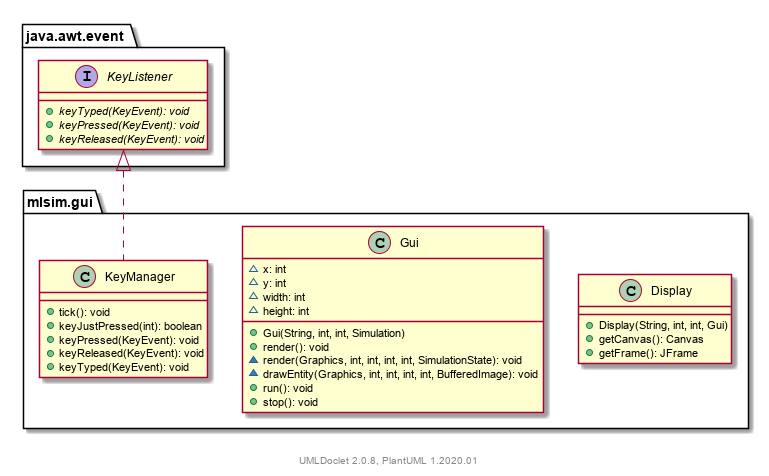 java.awt.event
I KeyListener
keyTyped(KeyEvent): void
keyPressed(KeyEvent): void
keyReleased(KeyEvent): void
mlsim.gui
C KeyManager
tick(): void
keyJustPressed(int): boolean
keyPressed(KeyEvent): void
keyReleased(KeyEvent): void
keyTyped(KeyEvent): void
C Gui
x: int
y: int
width: int
height: int
Gui(String, int, int, Simulation)
render(): void
render(Graphics, int, int, int, int, SimulationState): void
drawEntity(Graphics, int, int, int, int, BufferedImage): void
run(): void
stop(): void
C Display
Display(String, int, int, Gui)
getCanvas(): Canvas
getFrame(): JFrame
UMLDoclet 2.0.8, PlantUML 1.2020.01